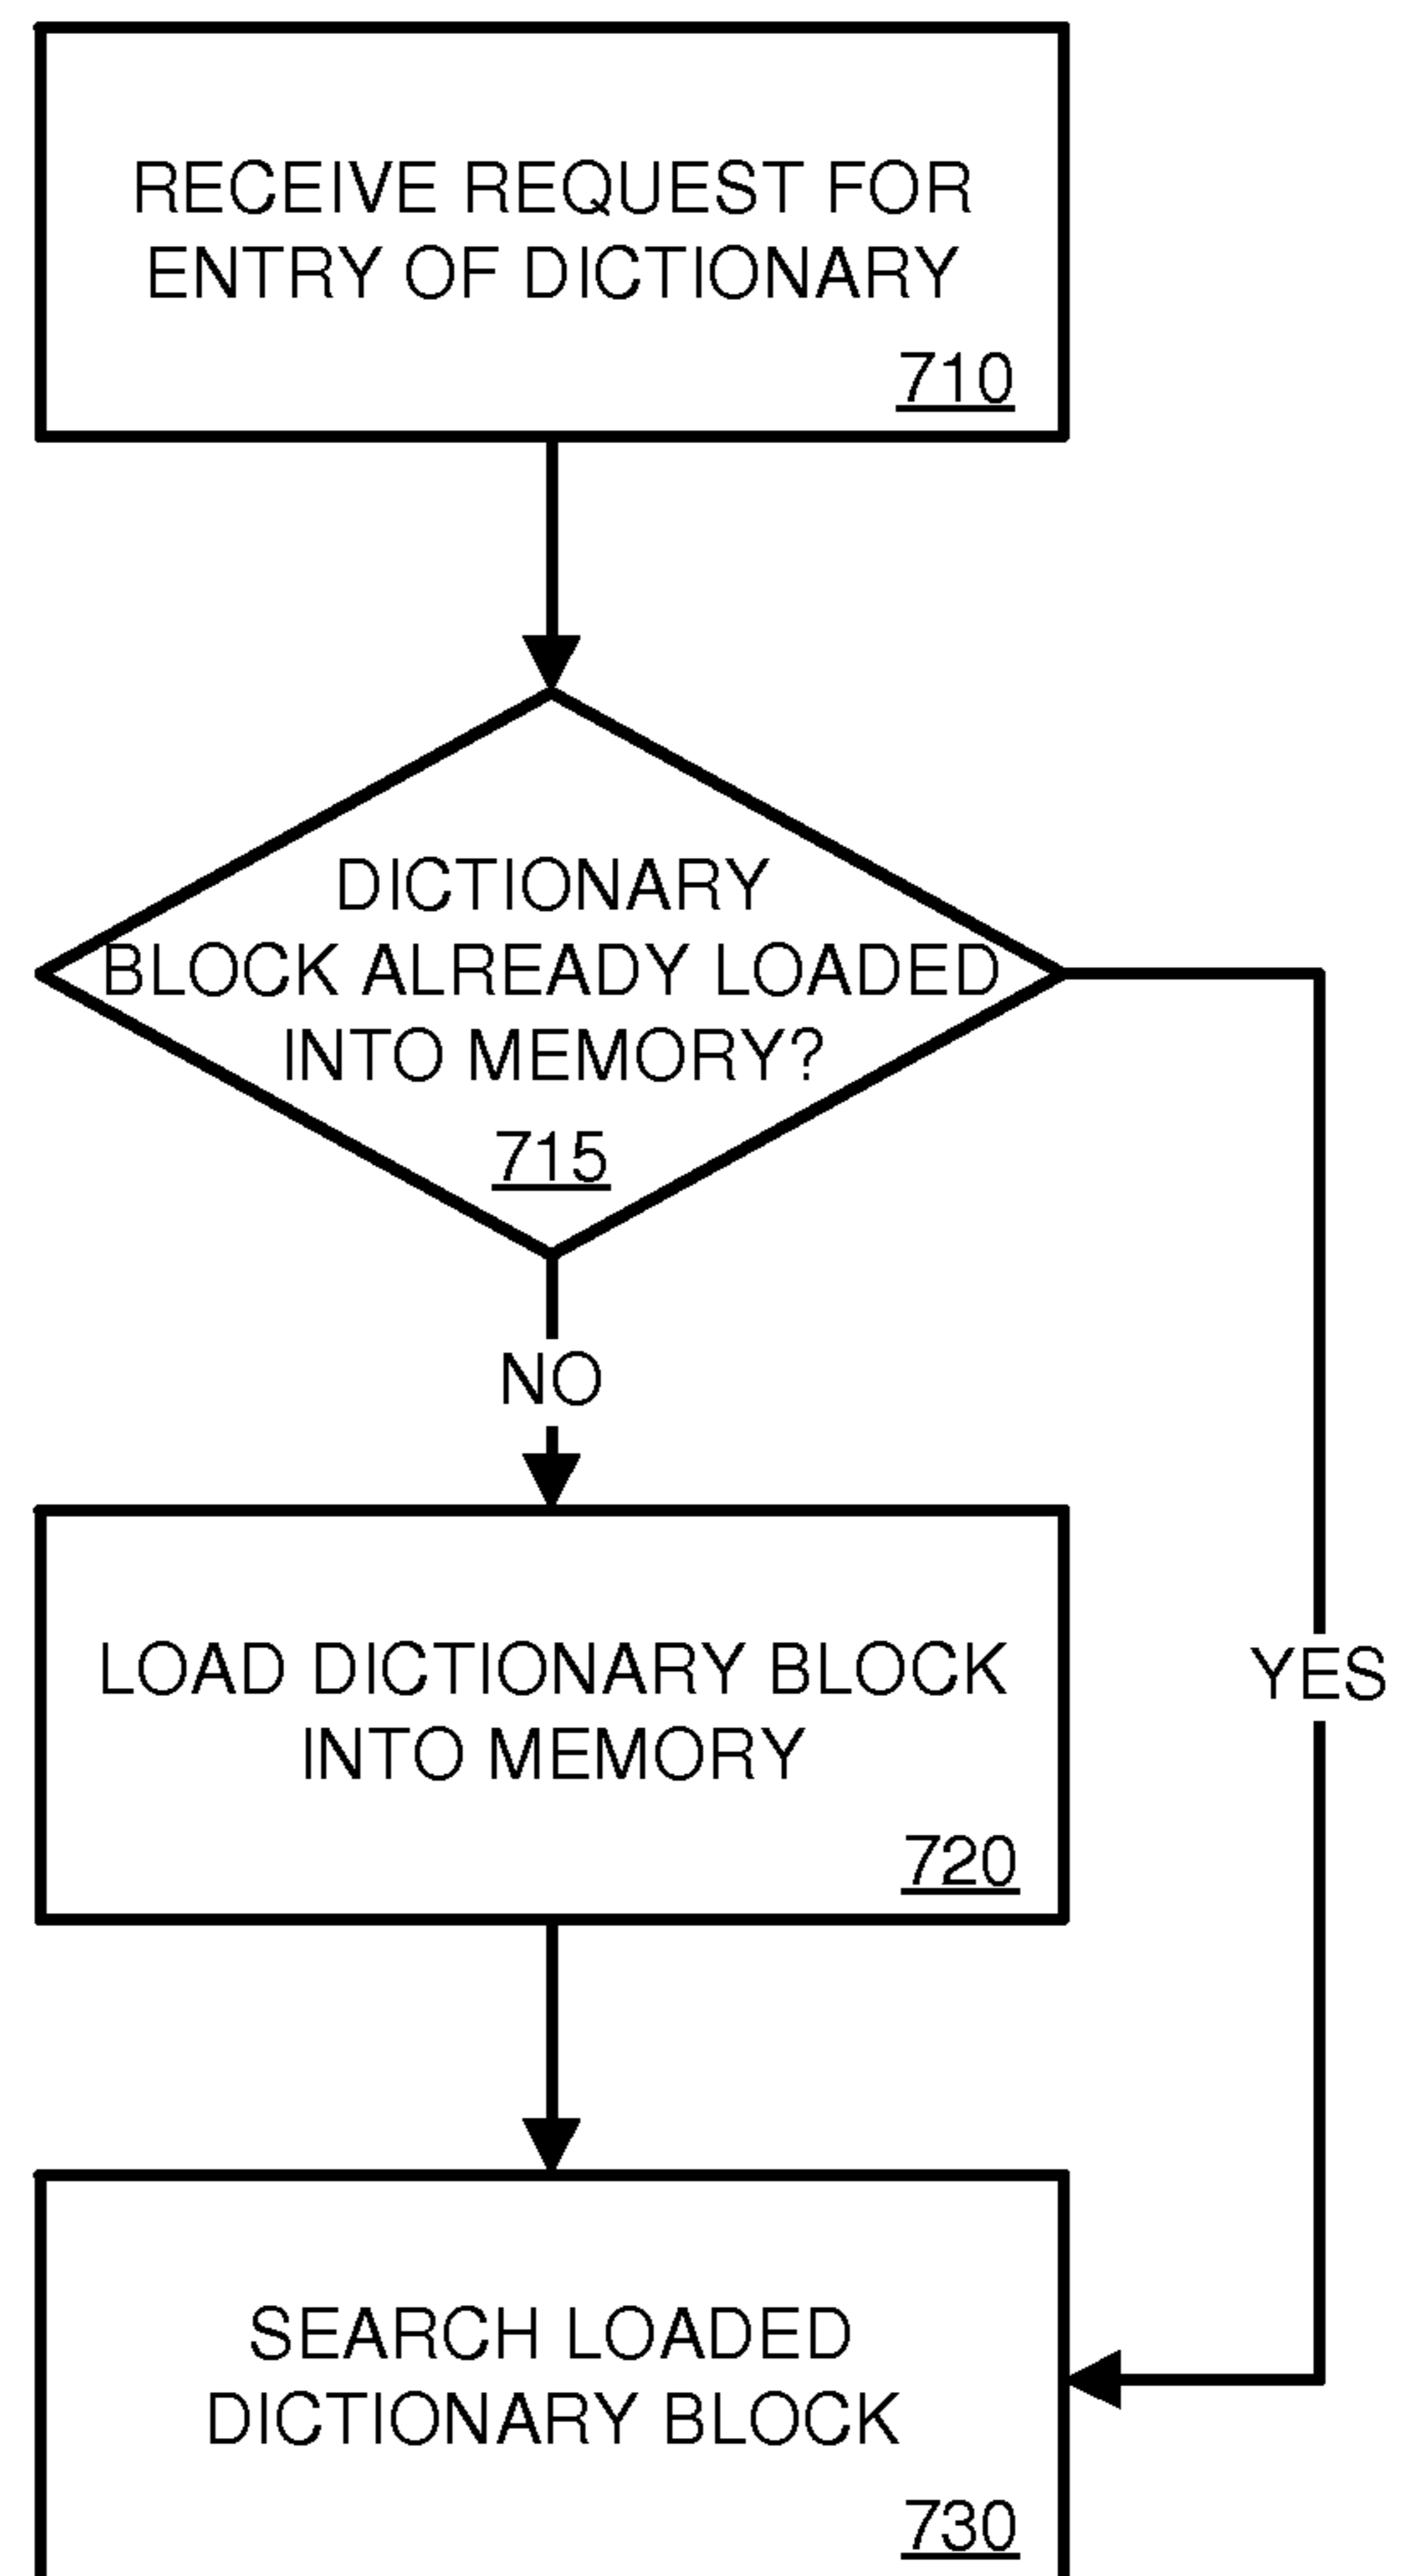 RECEIVE REQUEST FOR
ENTRY OF DICTIONARY
710
DICTIONARY
BLOCK ALREADY LOADED
INTO MEMORY?
715
NO
LOAD DICTIONARY BLOCK
INTO MEMORY
YES
720
SEARCH LOADED
DICTIONARY BLOCK
730